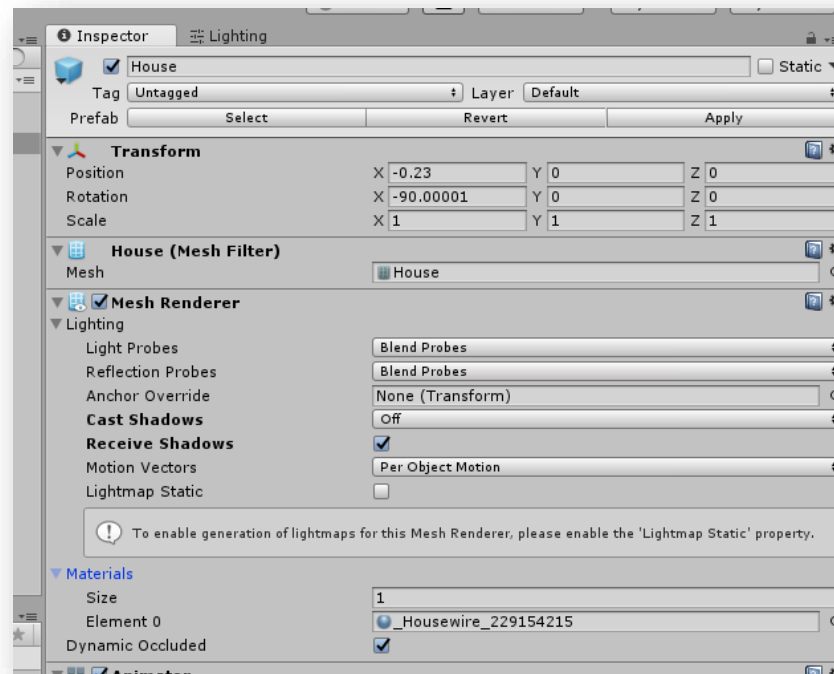 Inspector Lighting
House Static
Tag Untagged Layer Default
Prefab Select Revert Apply
Transform
Position X -0.23 Y 0 Z 0
Rotation X -90.00001 Y 0 Z 0
Scale X 1 Y 1 Z 1
House (Mesh Filter)
Mesh House
Mesh Renderer
Lighting
Light Probes Blend Probes
Reflection Probes Blend Probes
Anchor Override None (Transform)
Cast Shadows Off
Receive Shadows
Motion Vectors Per Object Motion
Lightmap Static
To enable generation of lightmaps for this Mesh Renderer, please enable the 'Lightmap Static' property.
Materials
Size 1
Element 0 _Housewire_229154215
Dynamic Occluded
Animator